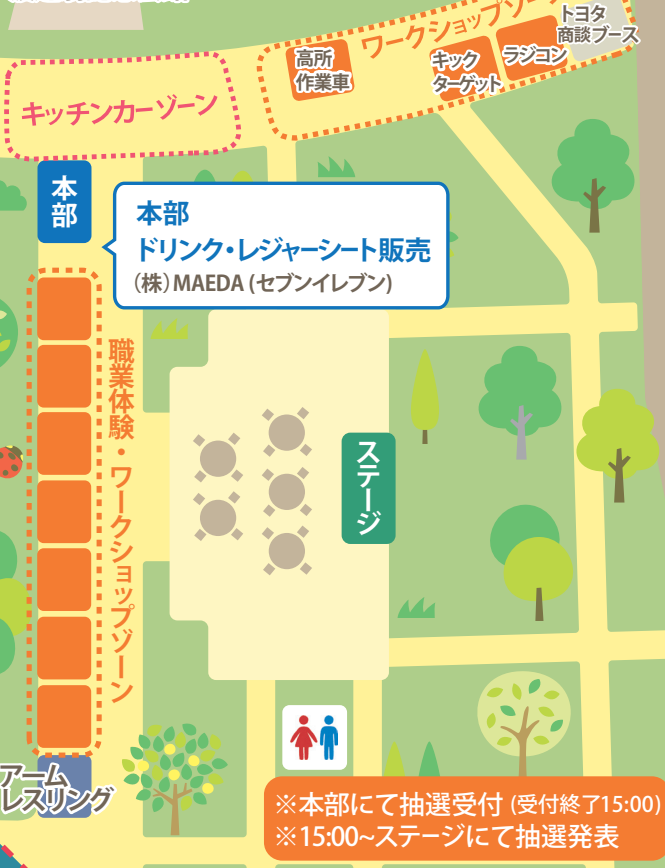 トヨタ
商談ブース
ワークショップゾー
高所
作業車
キック
ターゲット
ラジコン
キッチンカーゾーン
本部
本部
ドリンク・レジャーシート販売
（株）MAEDA (セブンイレブン)
職業体験・ワークショップゾーン
ステージ
アーム
レスリング
※本部にて抽選受付 (受付終了15:00)
※15:00~ステージにて抽選発表